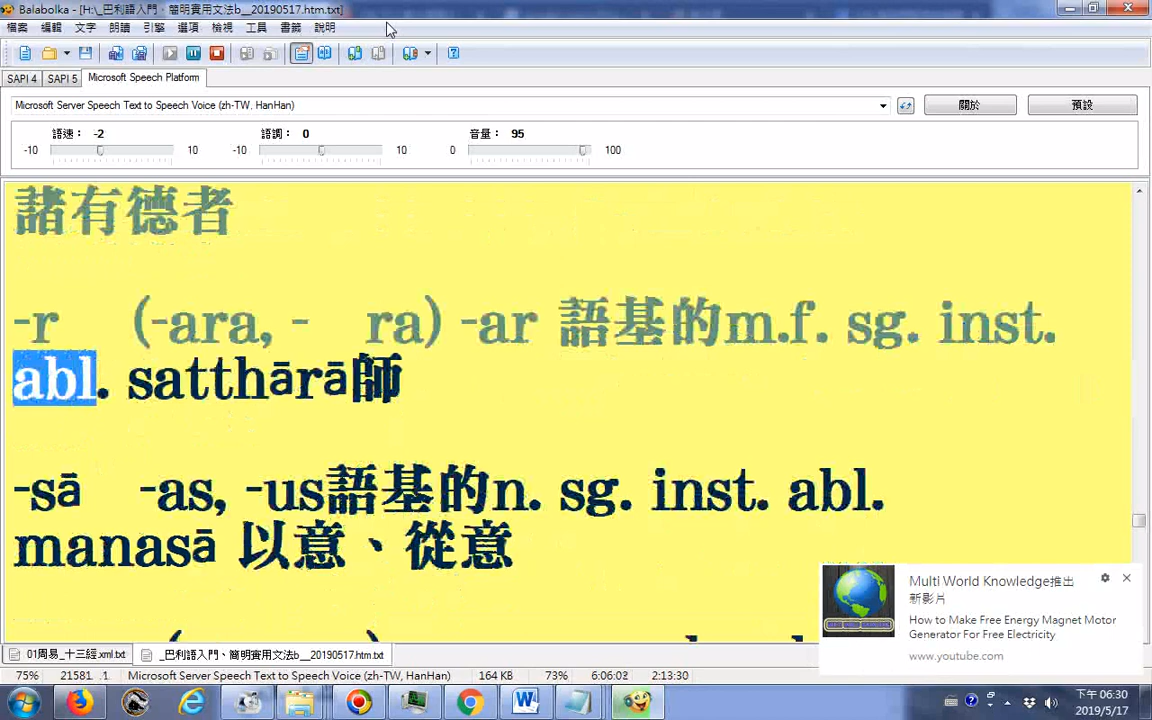 Balabolka - [H:\_巴利語入門、簡明實用文法b__20190517.htm.txt]
檔案 編輯 文字 朗讀 引擎 選項 檢視 工具 書籤 說明
SAPI 4 SAPI 5 Microsoft Speech Platform
Microsoft Server Speech Text to Speech Voice (zh-TW, HanHan) 關於 預設
語速： -2 語調： 0 音量： 95
-10 10 -10 10 0 100
諸有德者
-r (-ara, - ra) -ar 語基的m.f. sg. inst.
abl. satthārā師
-sā -as, -us語基的n. sg. inst. abl.
manasā 以意、從意
Multi World Knowledge推出
新影片
How to Make Free Energy Magnet Motor
Generator For Free Electricity
www.youtube.com
01周易_十三經.xml.txt _巴利語入門、簡明實用文法b__20190517.htm.txt
75% 21581 .1. Microsoft Server Speech Text to Speech Voice (zh-TW, HanHan) 164 KB 73% 6:06:02 2:13:30
下午 06:30
2019/5/17